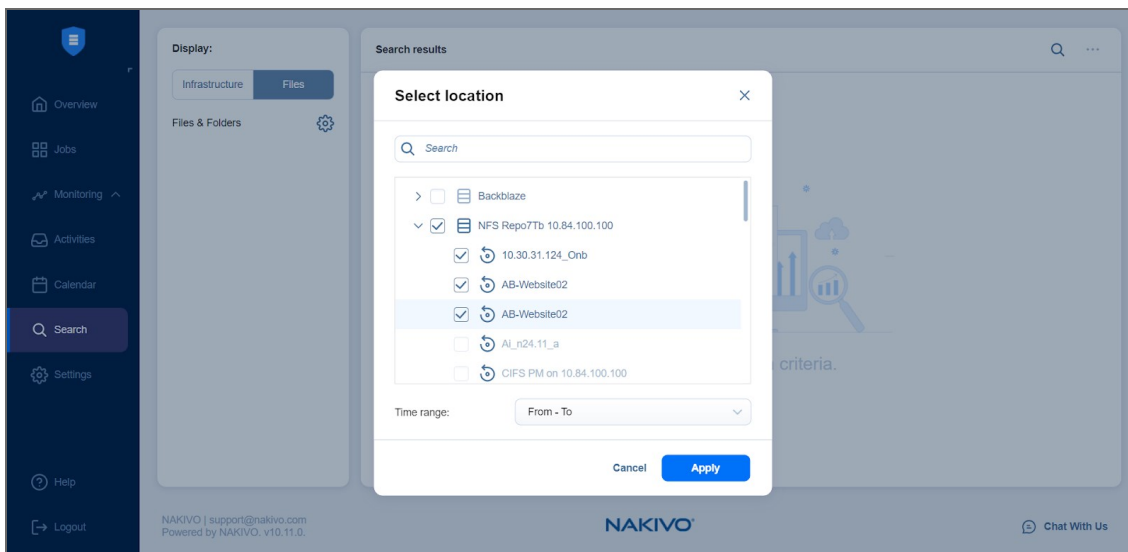 Overview
Jobs
Monitoring
Activities
Calendar
Search
Settings
Help
Logout
Display:
Infrastructure
Files
Files & Folders
Search results
Select location
Search
Backblaze
NFS Repo7Tb 10.84.100.100
10.30.31.124_Onb
AB-Website02
AB-Website02
Ai_n24.11_a
CIFS PM on 10.84.100.100
Time range:
From - To
Cancel
Apply
criteria.
NAKIVO | support@nakivo.com
Powered by NAKIVO. v10.11.0.
NAKIVO®
Chat With Us